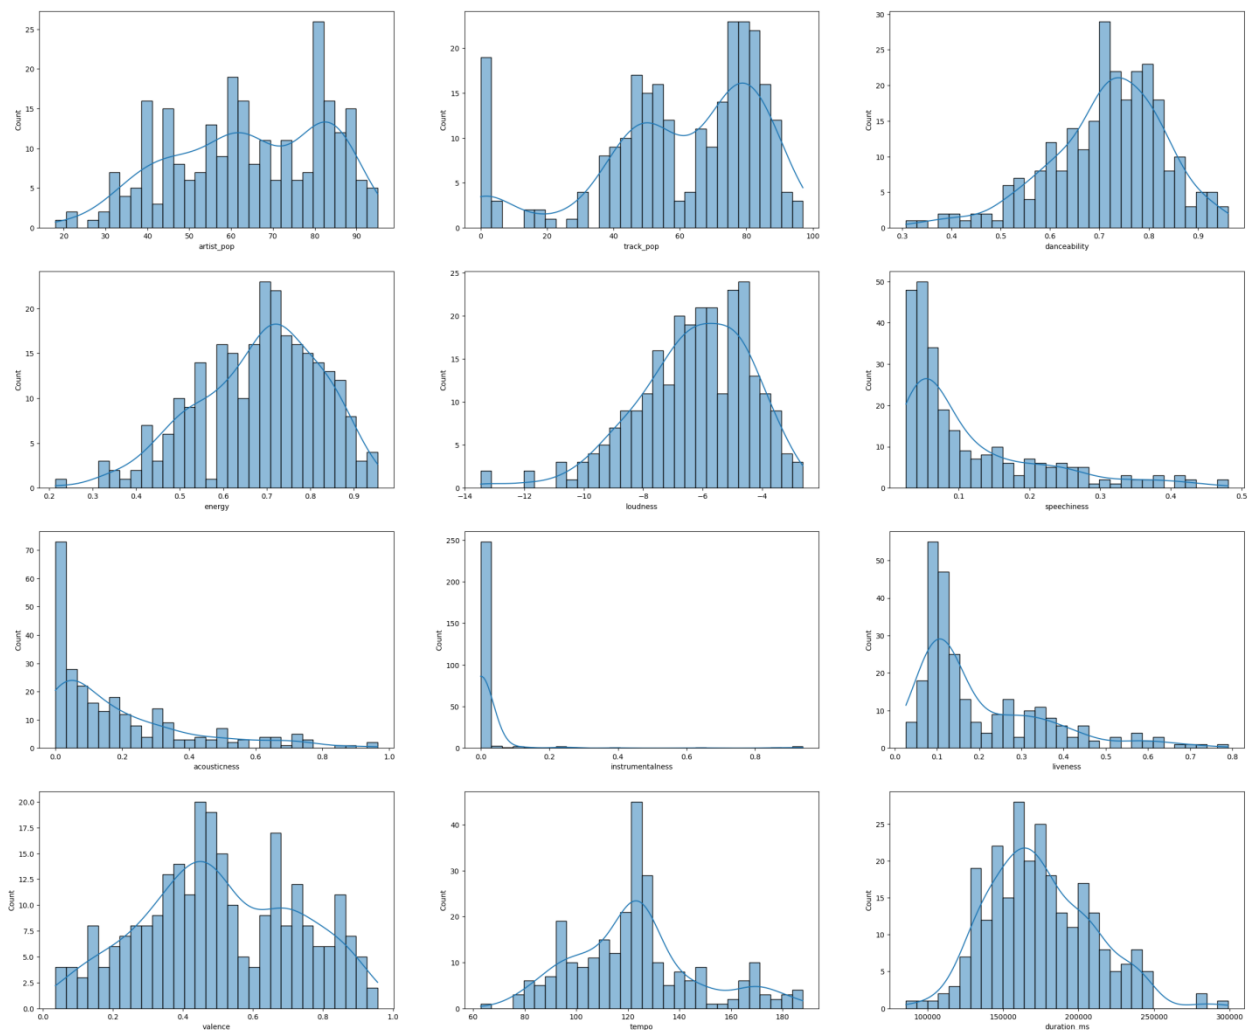 25
20
15
10
5
0
Count
20 30 40 50 60 70 80 90
artist_pop
20
15
10
5
0
Count
0 20 40 60 80 100
track_pop
30
25
20
15
10
5
0
Count
0.3 0.4 0.5 0.6 0.7 0.8 0.9
danceability
20
15
10
5
0
Count
0.2 0.3 0.4 0.5 0.6 0.7 0.8 0.9
energy
25
20
15
10
5
0
Count
−14 −12 −10 −8 −6 −4
loudness
50
40
30
20
10
0
Count
0.1 0.2 0.3 0.4 0.5
speechiness
70
60
50
40
30
20
10
0
Count
0.0 0.2 0.4 0.6 0.8 1.0
acousticness
250
200
150
100
50
0
Count
0.0 0.2 0.4 0.6 0.8
instrumentalness
50
40
30
20
10
0
Count
0.0 0.1 0.2 0.3 0.4 0.5 0.6 0.7 0.8
liveness
20.0
17.5
15.0
12.5
10.0
7.5
5.0
2.5
0.0
Count
0.0 0.2 0.4 0.6 0.8 1.0
valence
40
30
20
10
0
Count
60 80 100 120 140 160 180
tempo
25
20
15
10
5
0
Count
100000 150000 200000 250000 300000
duration_ms